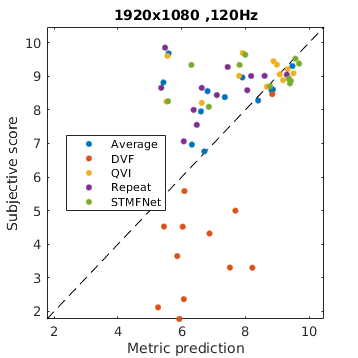 1920x1080 ,120Hz
Subjective score
10
9
8
7
6
5
4
3
2
Average
DVF
QVI
Repeat
STMFNet
2 4 6 8 10
Metric prediction